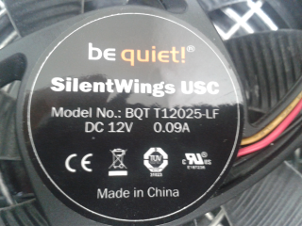 be quiet!®
SilentWings USC
Model No.: BQT T12025-LF
DC 12V 0.09A
Made in China